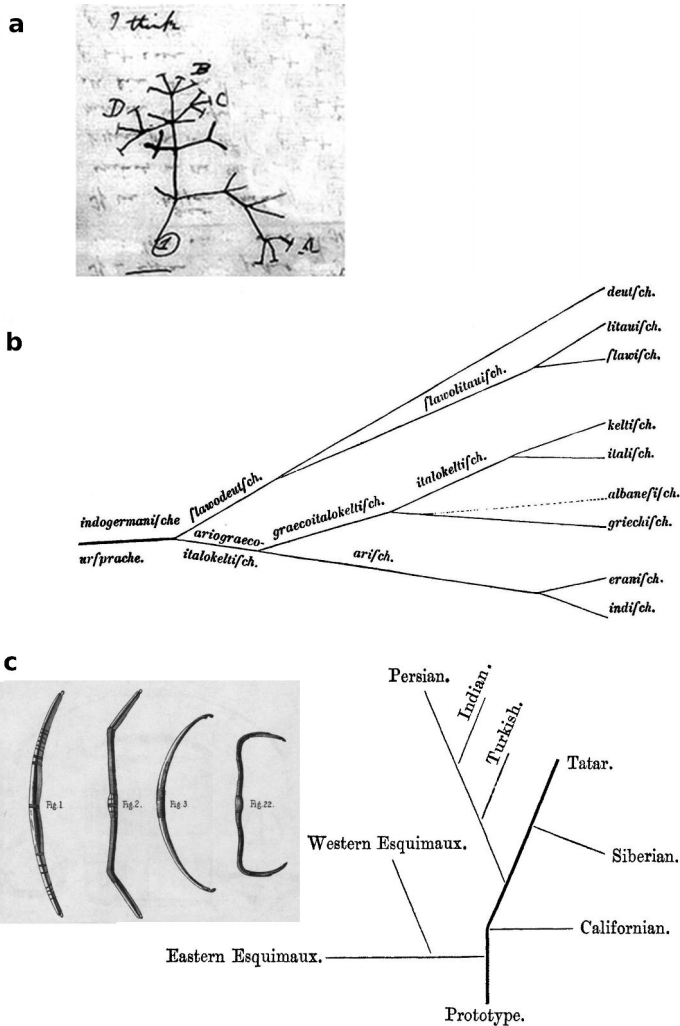 a
I think
B
D
C
1
A
b
deutſch.
litauiſch.
ſlawolitauiſch.
ſlawiſch.
keltiſch.
italokeltiſch.
italiſch.
ſlawodeutſch.
albaneſiſch.
graecoitalokeltiſch.
indogermaniſche
griechiſch.
ariograeco-
urſprache.
italokeltiſch.
ariſch.
eraniſch.
indiſch.
c
Persian.
Indian.
Turkish.
Tatar.
Fig.1
Fig.2.
Fig 3
Fig.22.
Western Esquimaux.
Siberian.
Californian.
Eastern Esquimaux.
Prototype.